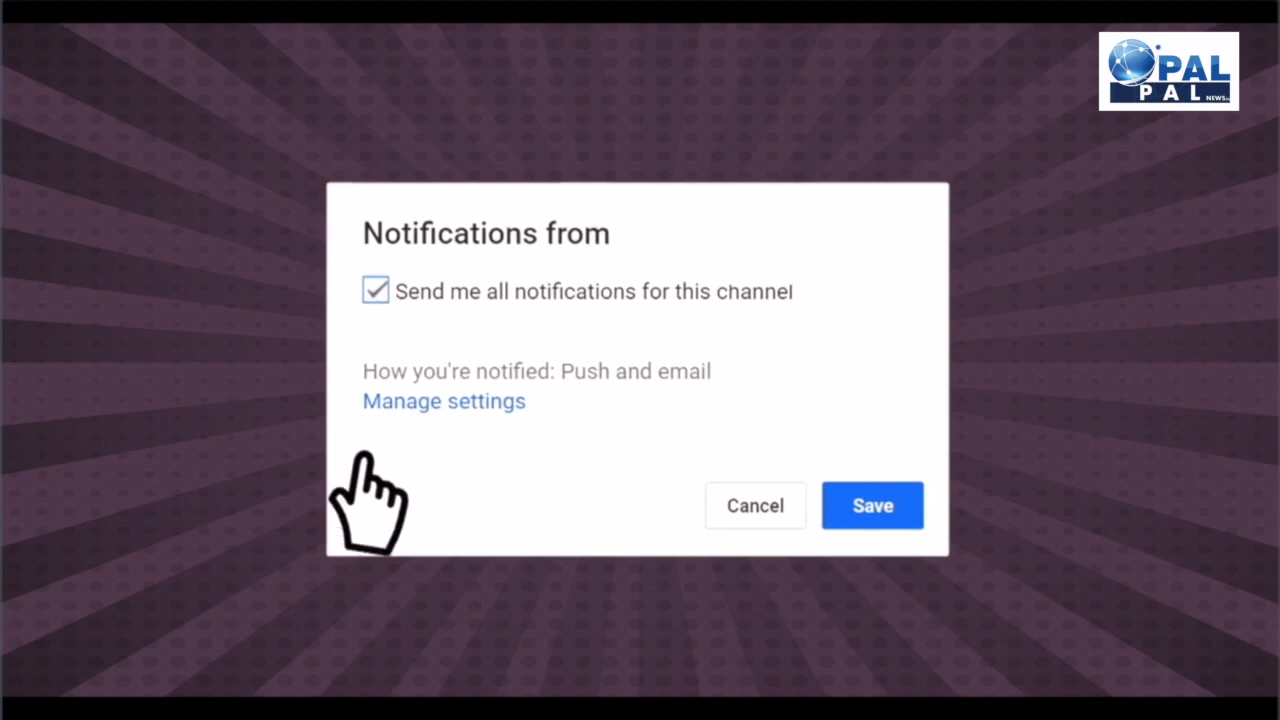 PAL
PAL NEWS
Notifications from
Send me all notifications for this channel
How you're notified: Push and email
Manage settings
Cancel
Save